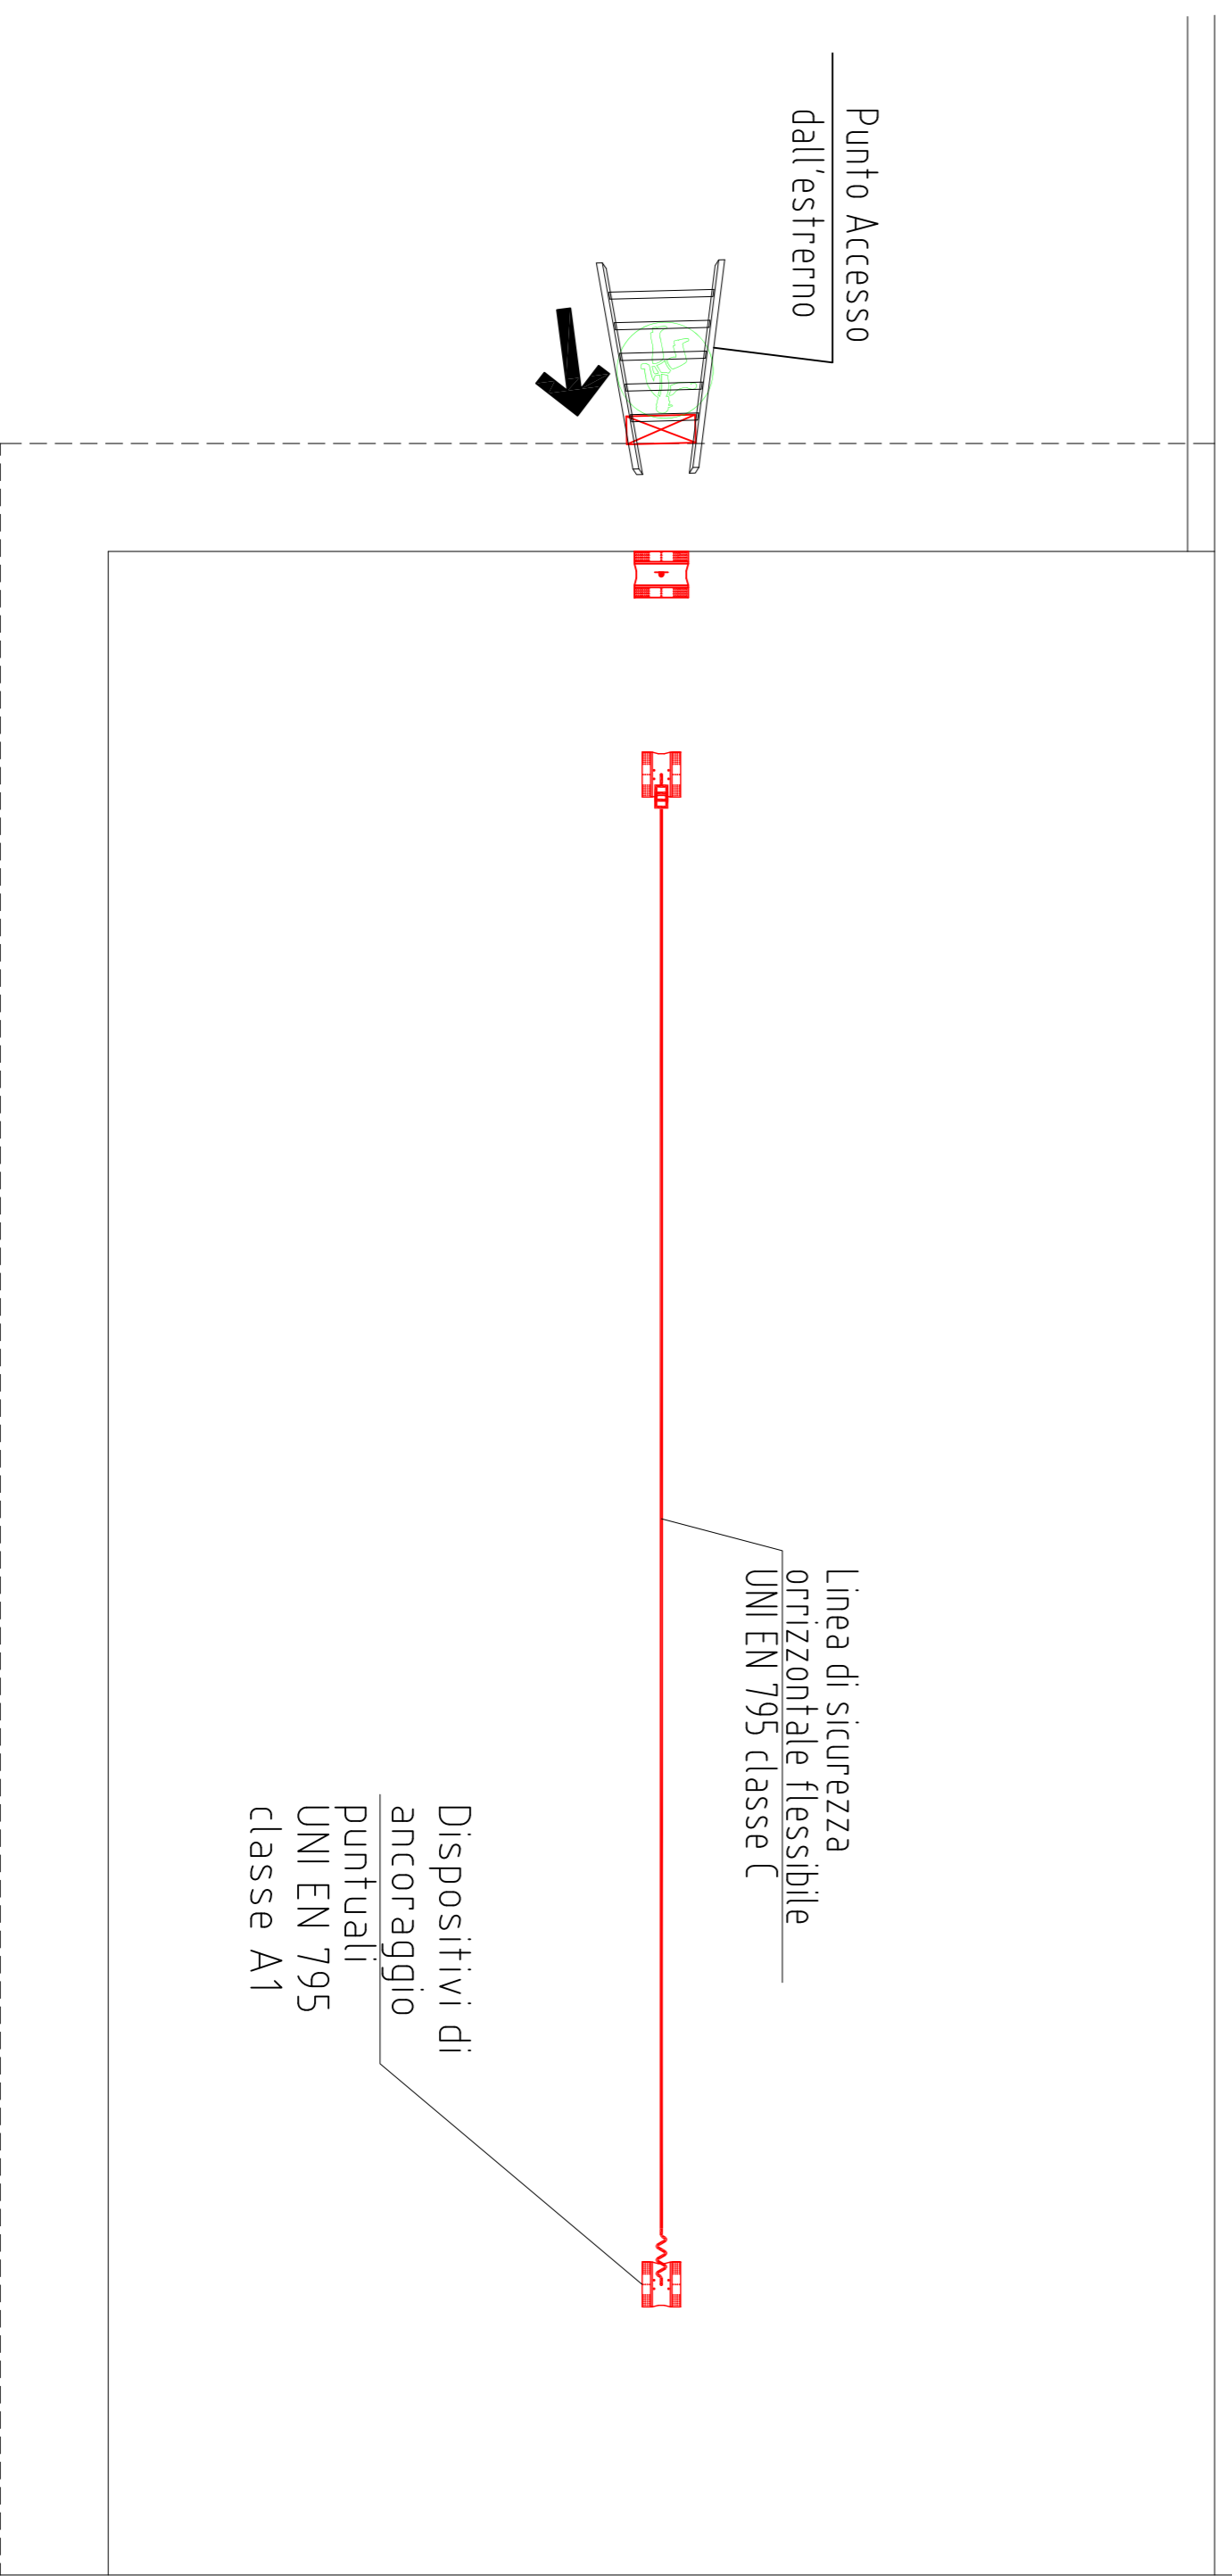 Punto Accesso
dall'estrerno
Linea di sicurezza
orrizzontale flessibile
UNI EN 795 classe C
Dispositivi di
ancoraggio
puntuali
UNI EN 795
classe A1